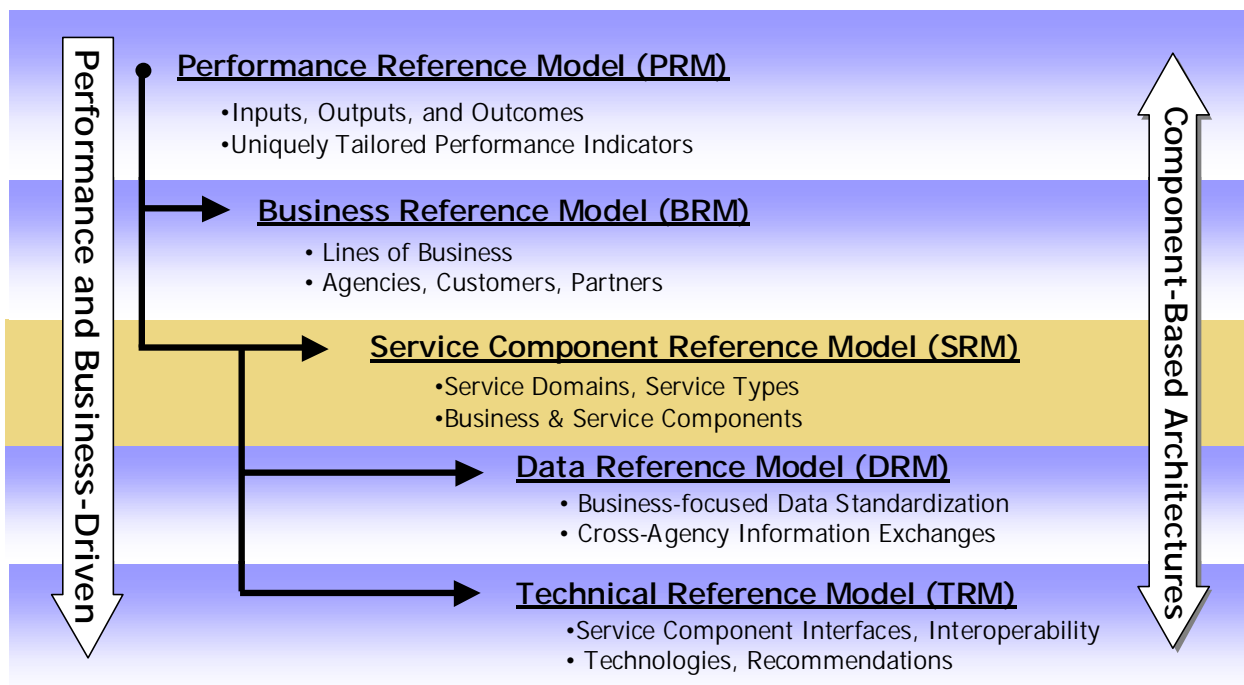 Performance and Business-Driven
Performance Reference Model (PRM)
•Inputs, Outputs, and Outcomes
•Uniquely Tailored Performance Indicators
Business Reference Model (BRM)
• Lines of Business
• Agencies, Customers, Partners
Service Component Reference Model (SRM)
•Service Domains, Service Types
•Business & Service Components
Data Reference Model (DRM)
• Business-focused Data Standardization
• Cross-Agency Information Exchanges
Technical Reference Model (TRM)
•Service Component Interfaces, Interoperability
• Technologies, Recommendations
Component-Based Architectures